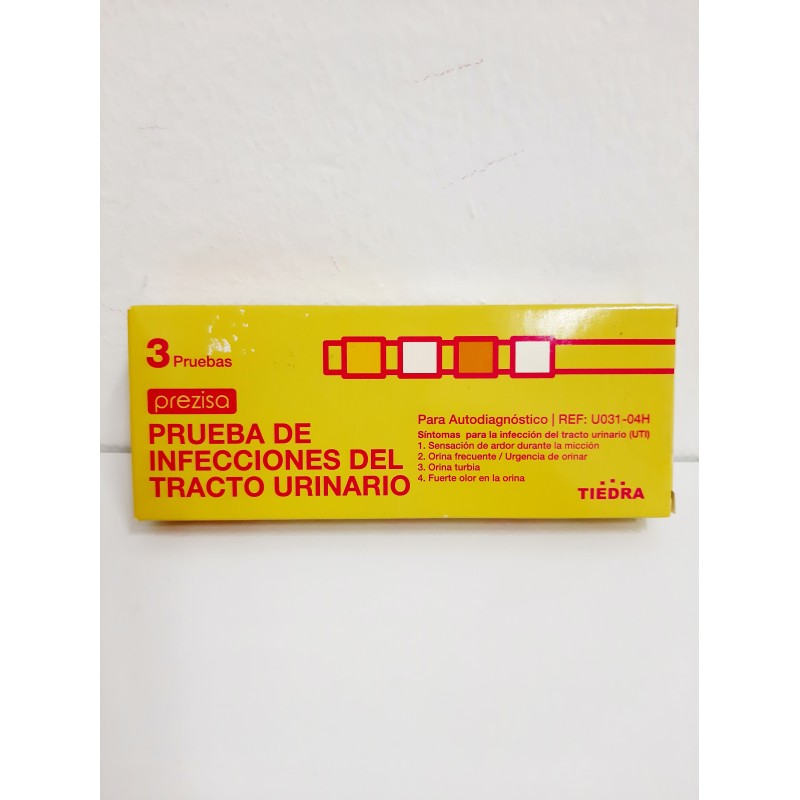 3 Pruebas
prezisa
PRUEBA DE
INFECCIONES DEL
TRACTO URINARIO
Para Autodiagnóstico | REF: U031-04H
Síntomas para la infección del tracto urinario (UTI)
1. Sensación de ardor durante la micción
2. Orina frecuente / Urgencia de orinar
3. Orina turbia
4. Fuerte olor en la orina
TIEDRA